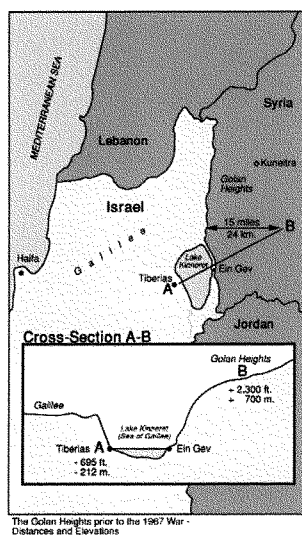 MEDITERRANEAN SEA
Syria
Lebanon
Kuneitra
Golan
Heights
Israel
15 miles
24 km.
B
Galilee
Lake
Kinneret
Haifa
Tiberias
A
Ein Gev
Jordan
Cross-Section A-B
Golan Heights
B
+ 2,300 ft.
+ 700 m.
Galilee
Lake Kinneret
(Sea of Galilee)
Tiberias A
Ein Gev
- 695 ft.
- 212 m.
The Golan Heights prior to the 1967 War -
Distances and Elevations